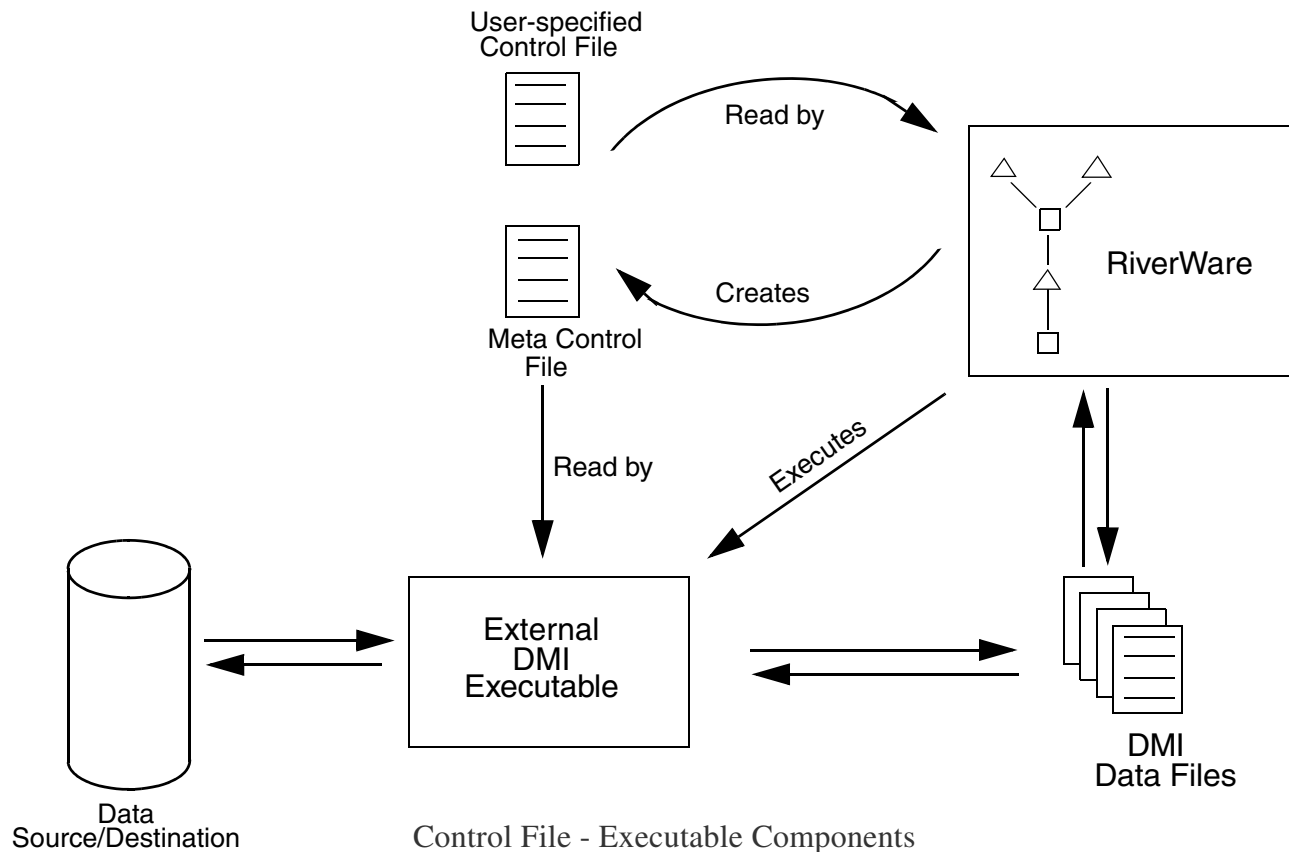 User-specified
Control File
Read by
RiverWare
Creates
Meta Control
File
Read by
Executes
External
DMI
Executable
DMI
Data Files
Data
Source/Destination
Control File - Executable Components